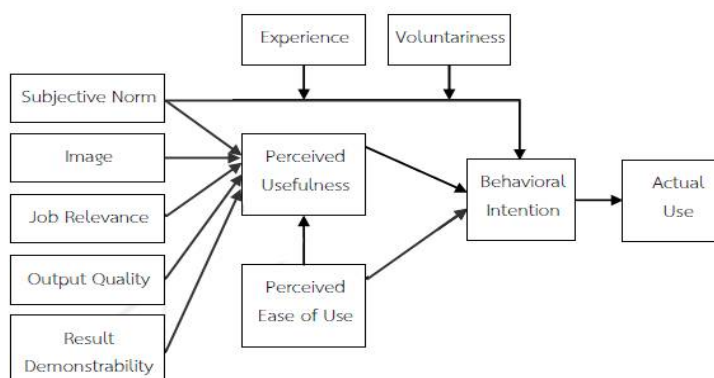 Experience
Voluntariness
Subjective Norm
Image
Perceived
Usefulness
Behavioral
Intention
Actual
Use
Job Relevance
Output Quality
Perceived
Ease of Use
Result
Demonstrability